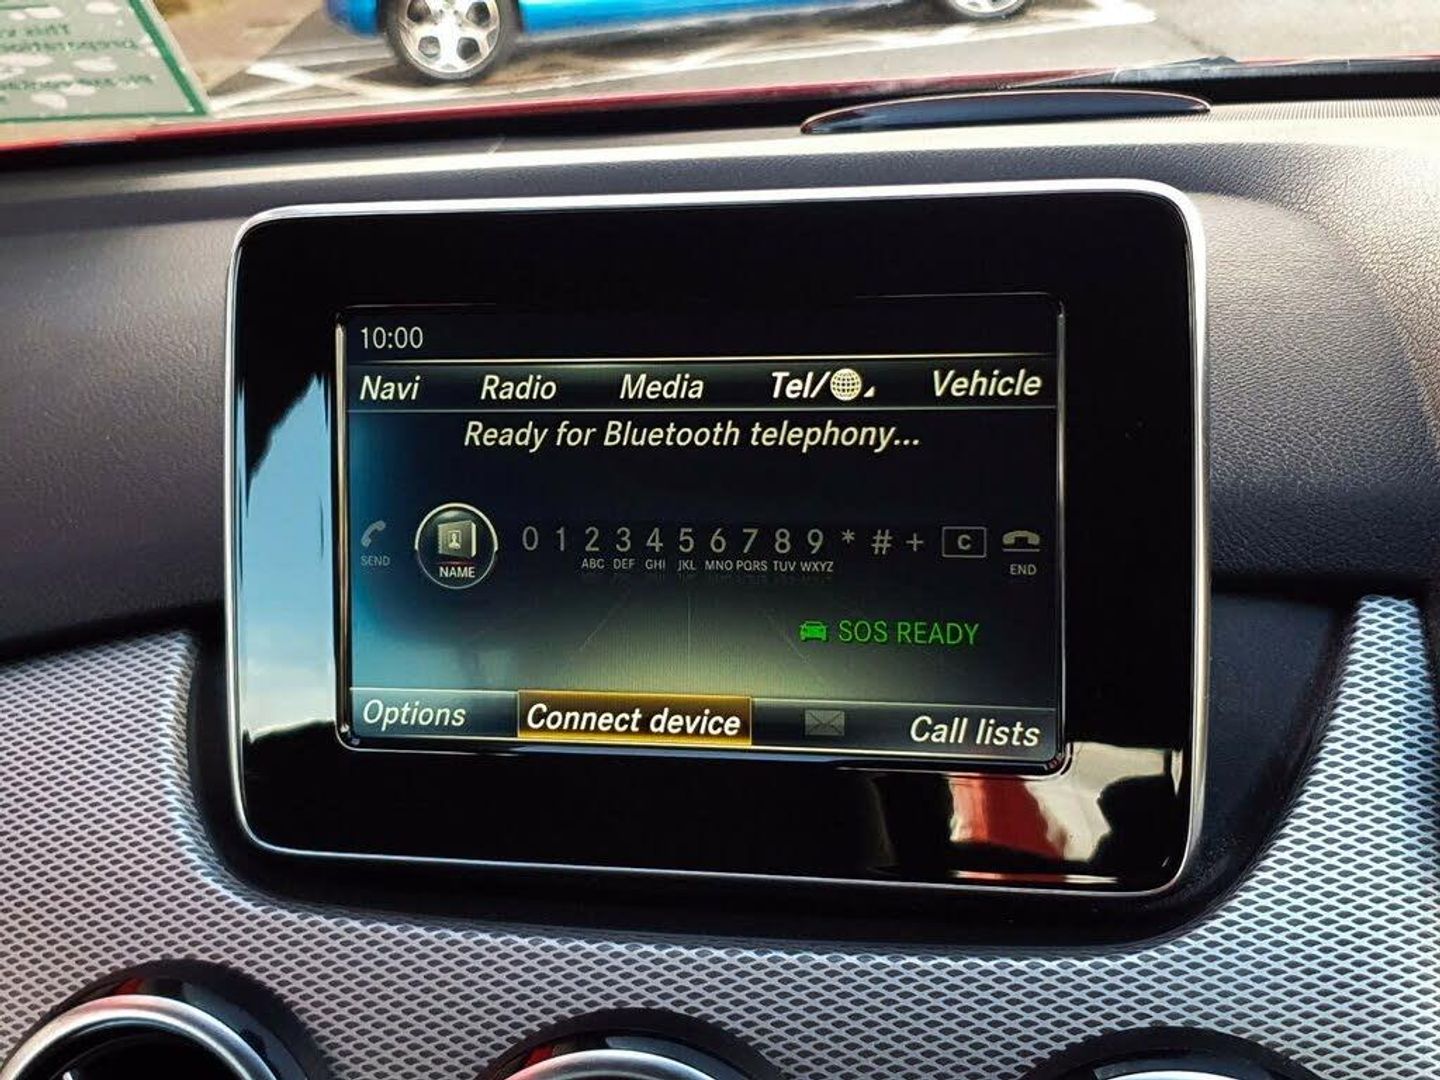 10:00
Navi Radio Media Tel/ Vehicle
Ready for Bluetooth telephony...
0 1 2 3 4 5 6 7 8 9 * # + C
SEND NAME ABC DEF GHI JKL MNO PQRS TUV WXYZ END
SOS READY
Options Connect device Call lists